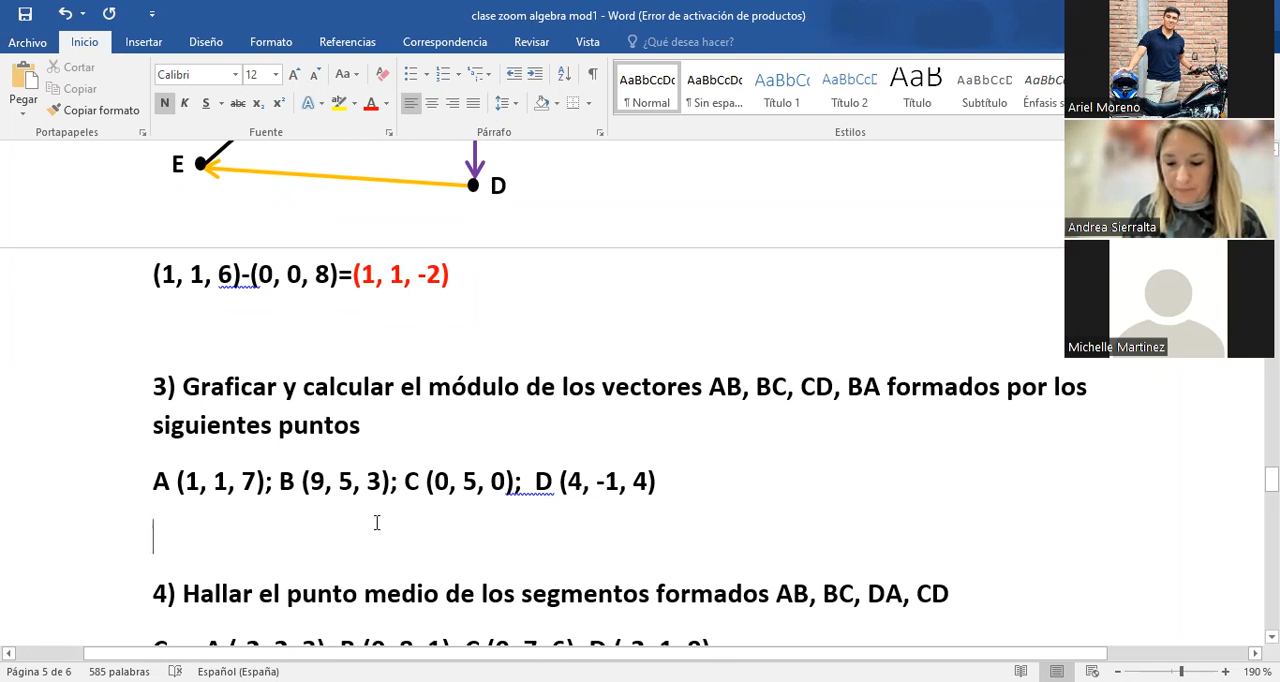 clase zoom algebra mod1 - Word (Error de activación de productos)
Archivo Inicio Insertar Diseño Formato Referencias Correspondencia Revisar Vista ¿Qué desea hacer?
Pegar Cortar
Copiar
Copiar formato
Calibri 12 Aa
N K S abc x₂ x² A A
AaBbCcDc AaBbCcDc AaBbCc AaBbCcD AaB AaBbCcD
¶ Normal ¶ Sin espa... Título 1 Título 2 Título Subtítulo
Portapapeles Fuente Párrafo Estilos
Ariel Moreno
Andrea Sierralta
Michelle Martinez
E
D
(1, 1, 6)-(0, 0, 8)=(1, 1, -2)
3) Graficar y calcular el módulo de los vectores AB, BC, CD, BA formados por los
siguientes puntos
A (1, 1, 7); B (9, 5, 3); C (0, 5, 0); D (4, -1, 4)
4) Hallar el punto medio de los segmentos formados AB, BC, DA, CD
Página 5 de 6 585 palabras Español (España) 190 %